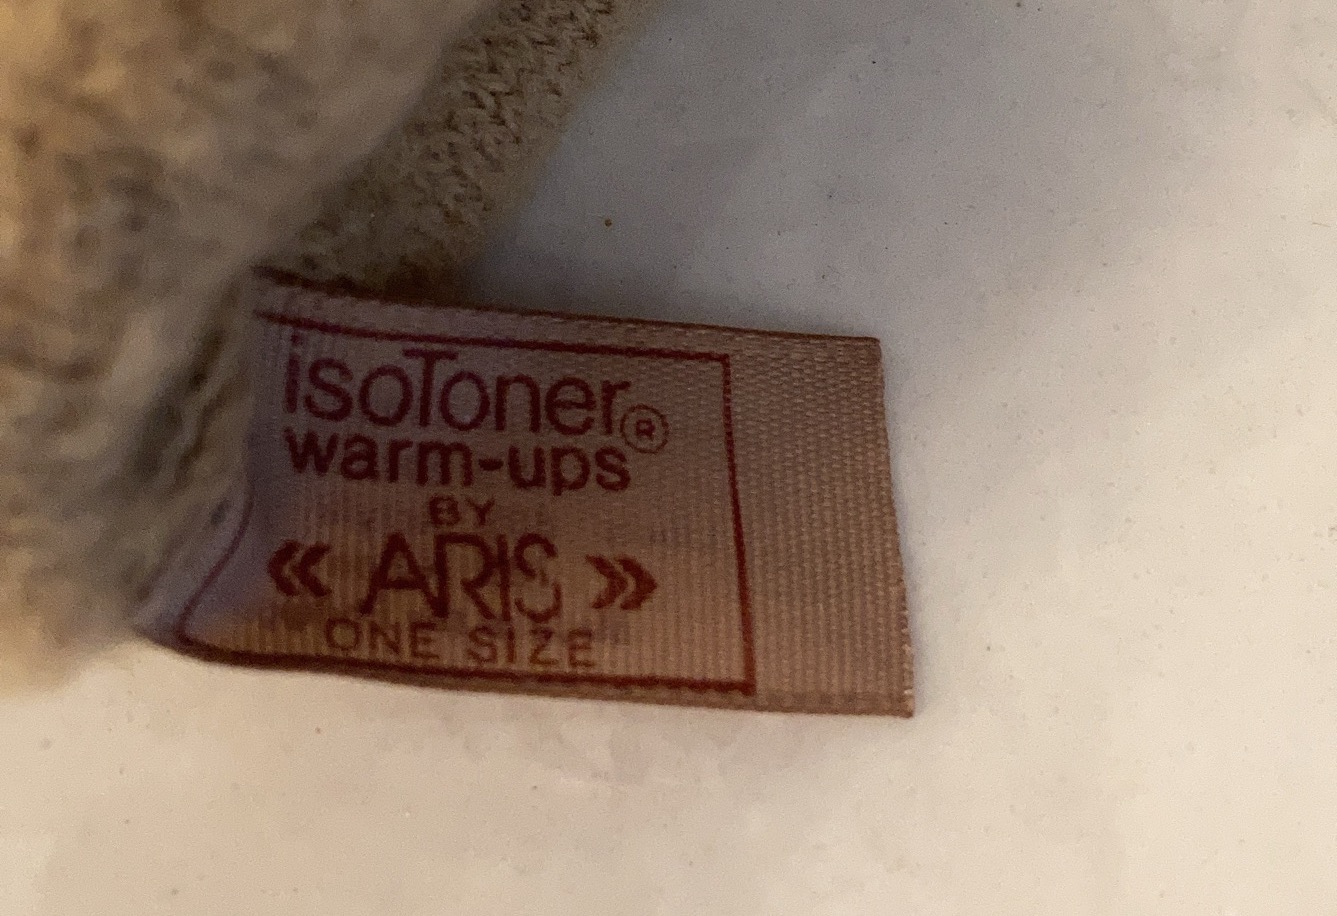 isoToner®
warm-ups
BY
« ARIS »
ONE SIZE